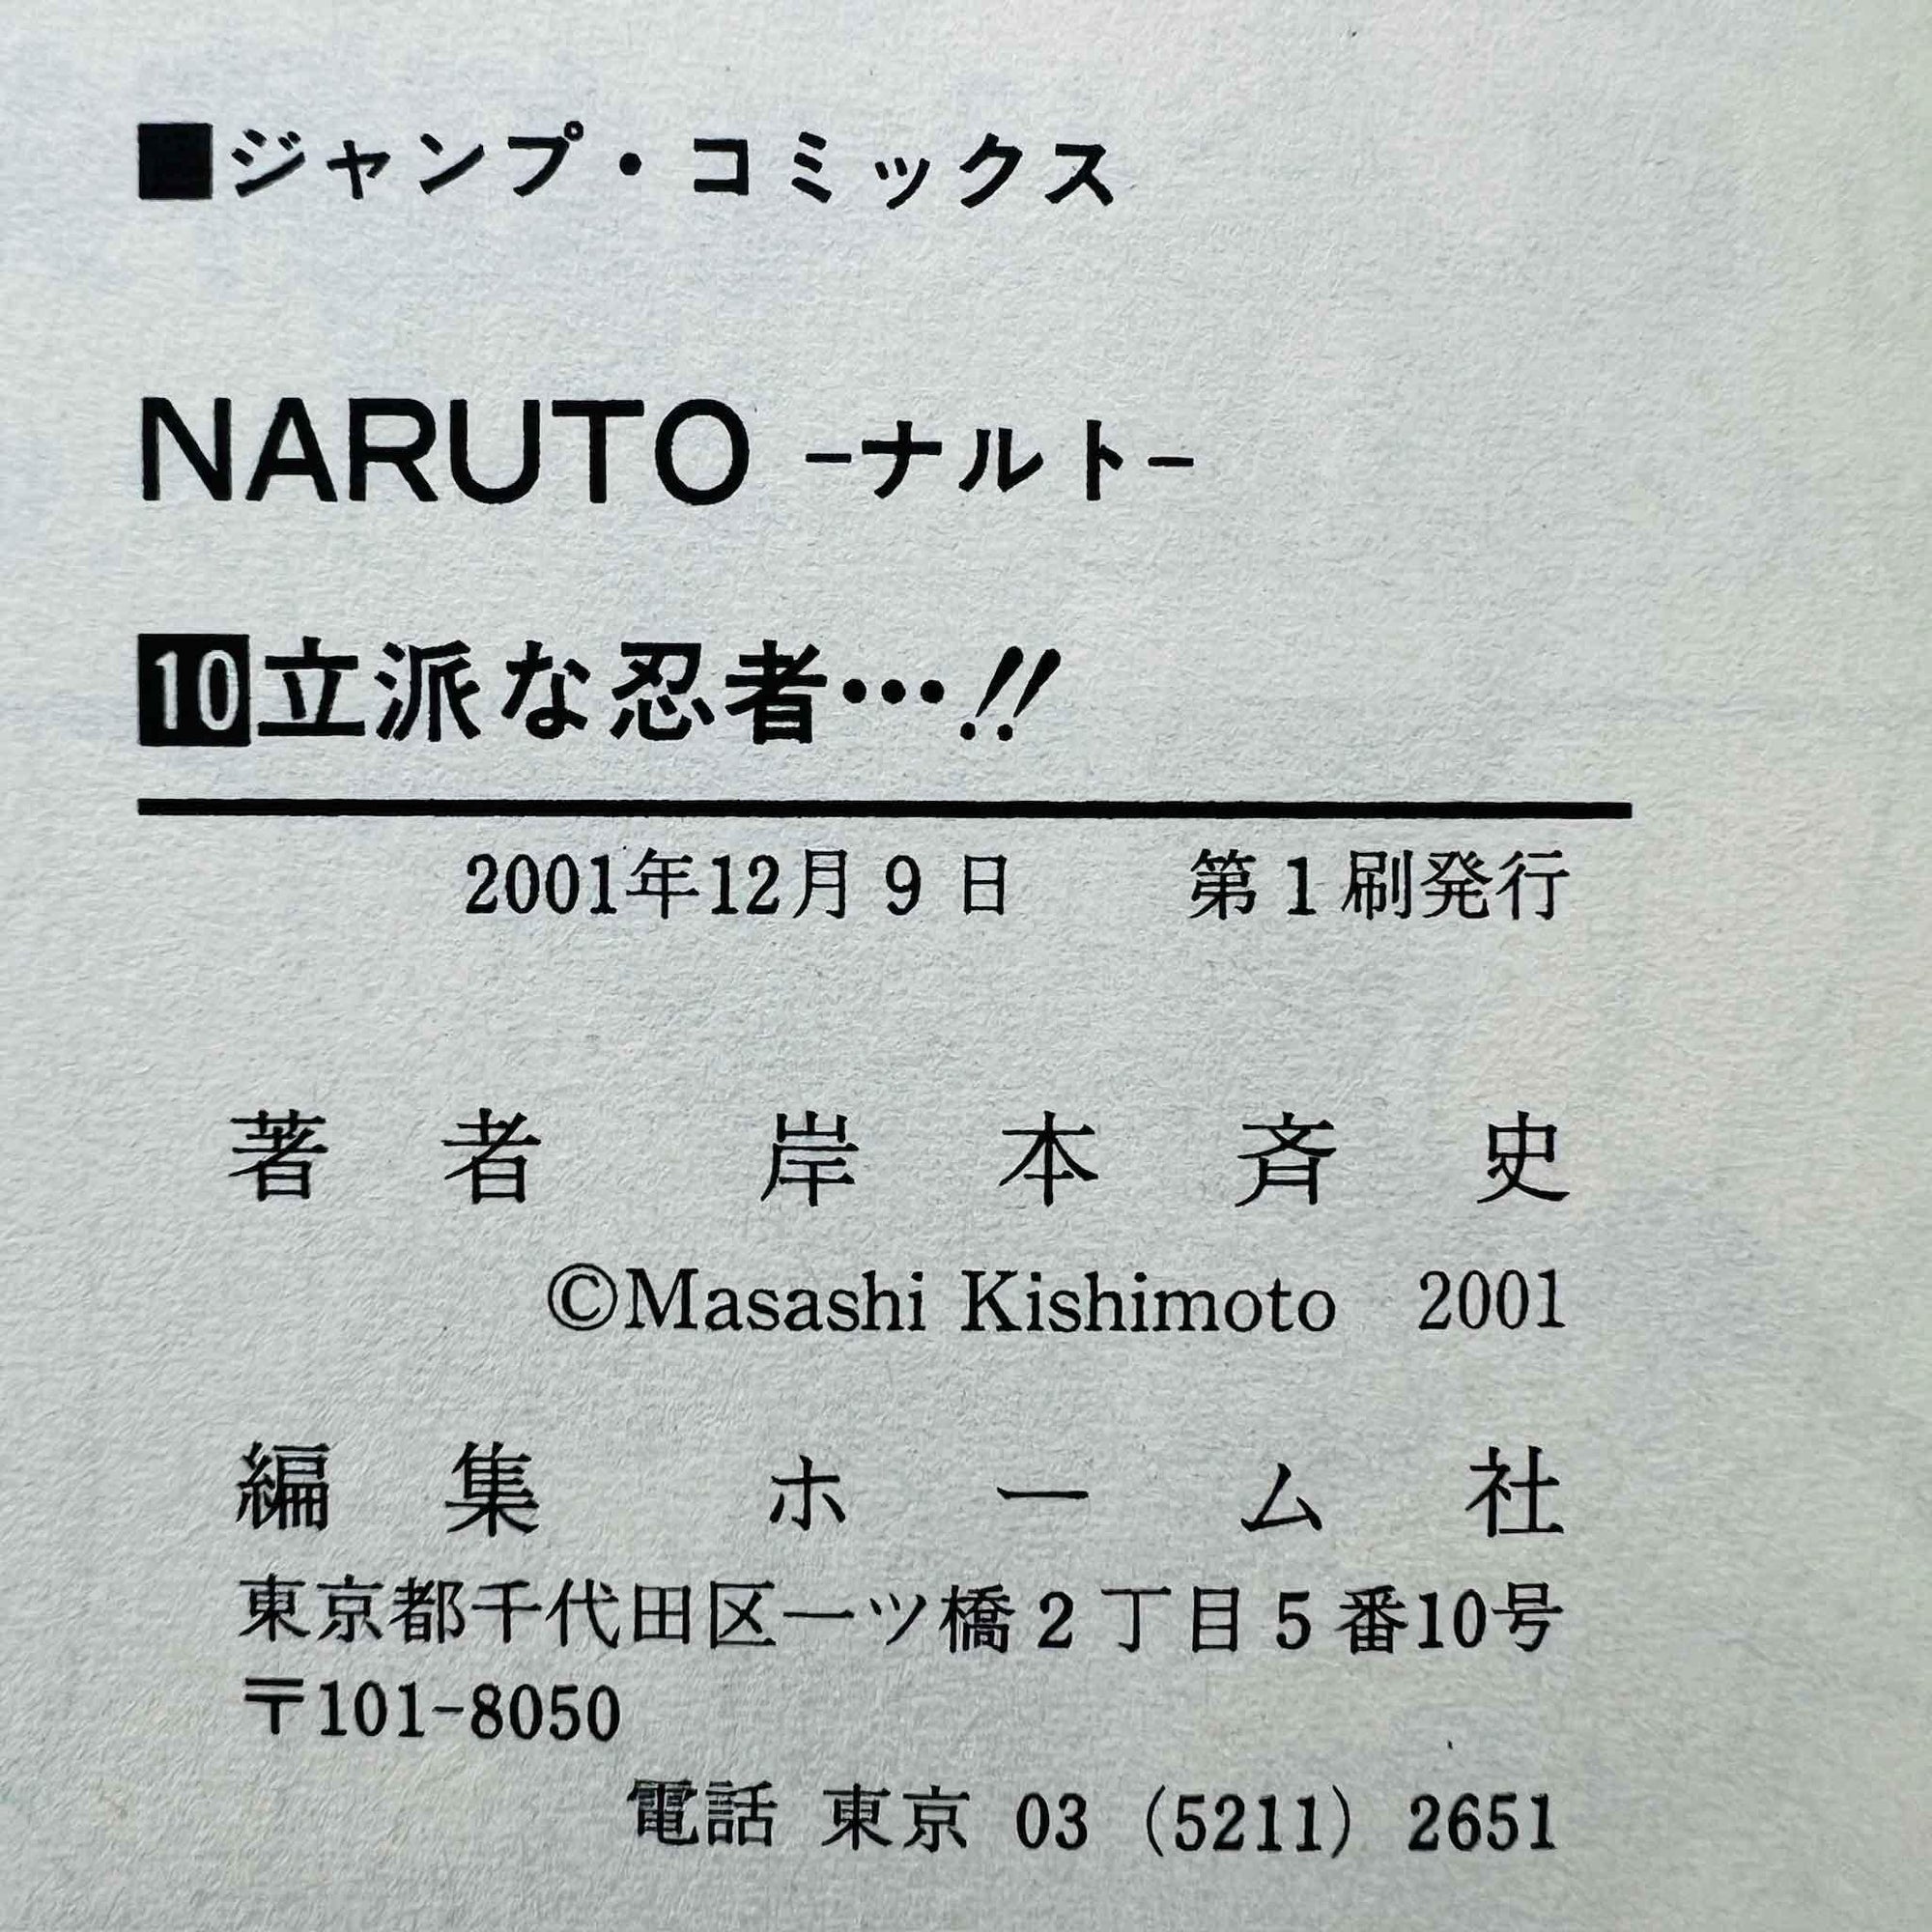 ■ジャンプ・コミックス
NARUTO -ナルト-
10立派な忍者…!!
2001年12月9日 第1刷発行
著者 岸本斉史
©Masashi Kishimoto 2001
編集 ホーム社
東京都千代田区一ツ橋2丁目5番10号
〒101-8050
電話 東京 03 (5211) 2651